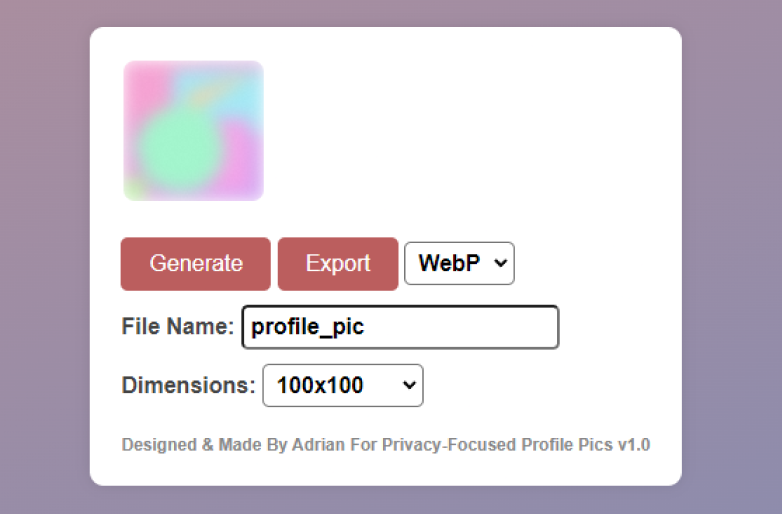 Generate Export WebP
File Name: profile_pic
Dimensions: 100x100
Designed & Made By Adrian For Privacy-Focused Profile Pics v1.0